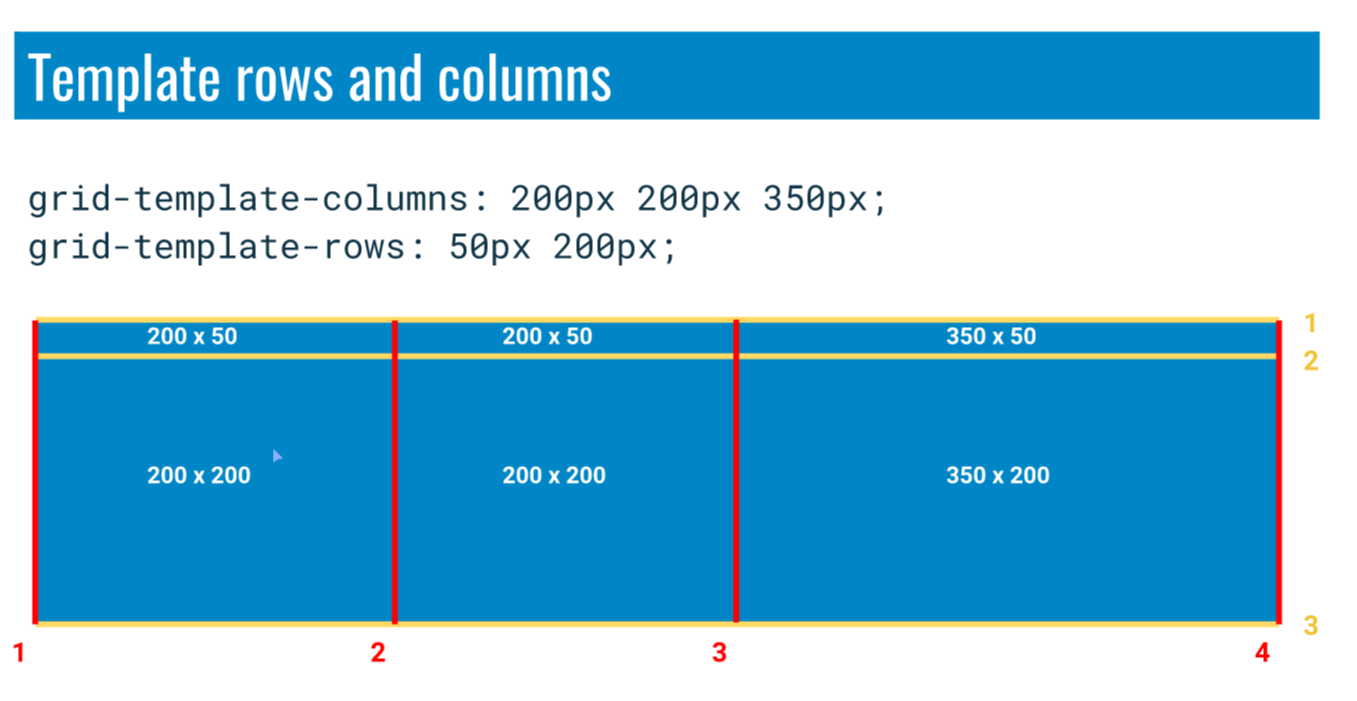 Template rows and columns
grid-template-columns: 200px 200px 350px;
grid-template-rows: 50px 200px;
200 x 50 200 x 50 350 x 50 1
2
200 x 200 200 x 200 350 x 200
3
1 2 3 4